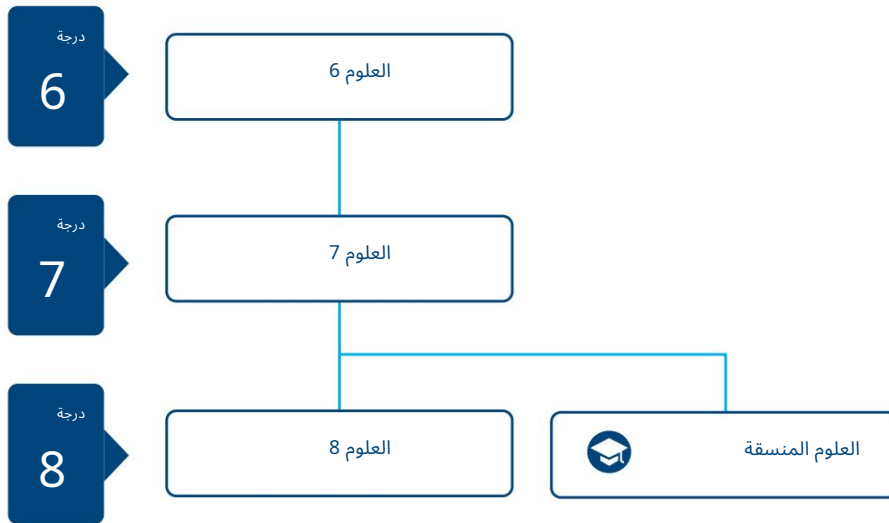 درجة
6
العلوم 6
درجة
7
العلوم 7
درجة
8
العلوم 8
العلوم المنسقة